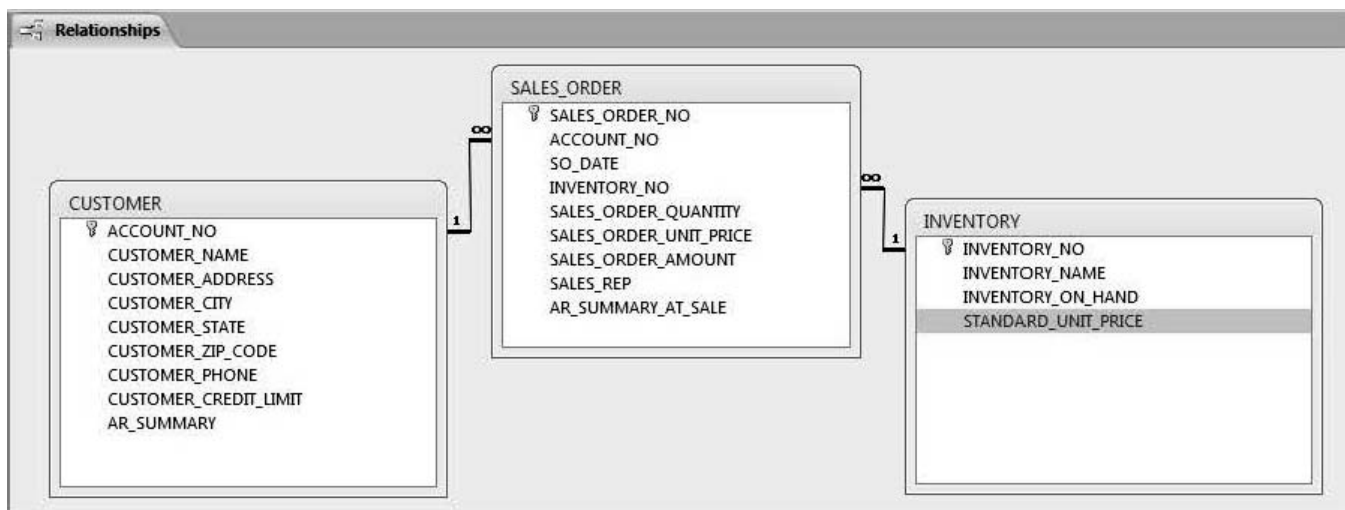 Relationships
CUSTOMER
ACCOUNT_NO
CUSTOMER_NAME
CUSTOMER_ADDRESS
CUSTOMER_CITY
CUSTOMER_STATE
CUSTOMER_ZIP_CODE
CUSTOMER_PHONE
CUSTOMER_CREDIT_LIMIT
AR_SUMMARY
1
∞
SALES_ORDER
SALES_ORDER_NO
ACCOUNT_NO
SO_DATE
INVENTORY_NO
SALES_ORDER_QUANTITY
SALES_ORDER_UNIT_PRICE
SALES_ORDER_AMOUNT
SALES_REP
AR_SUMMARY_AT_SALE
∞
1
INVENTORY
INVENTORY_NO
INVENTORY_NAME
INVENTORY_ON_HAND
STANDARD_UNIT_PRICE